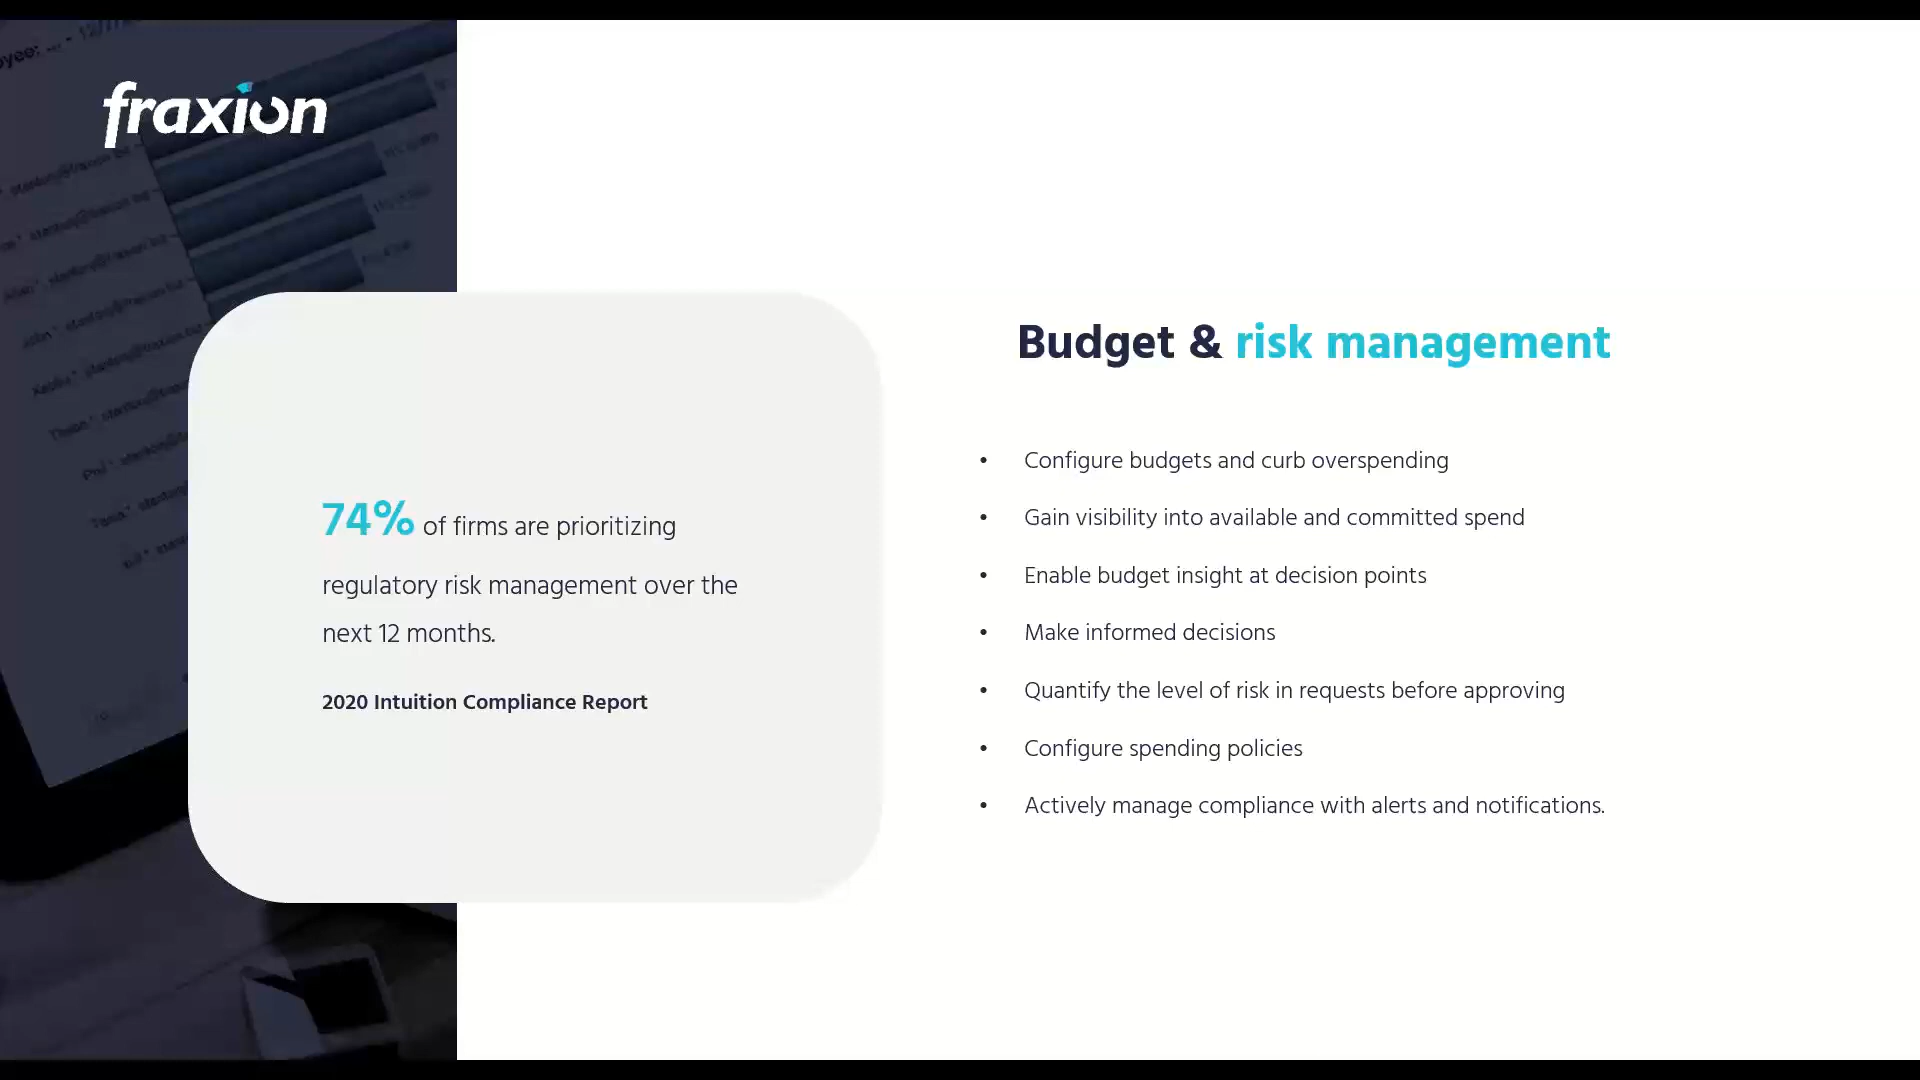 fraxion
74% of firms are prioritizing
regulatory risk management over the
next 12 months.
2020 Intuition Compliance Report
Budget & risk management
• Configure budgets and curb overspending
• Gain visibility into available and committed spend
• Enable budget insight at decision points
• Make informed decisions
• Quantify the level of risk in requests before approving
• Configure spending policies
• Actively manage compliance with alerts and notifications.